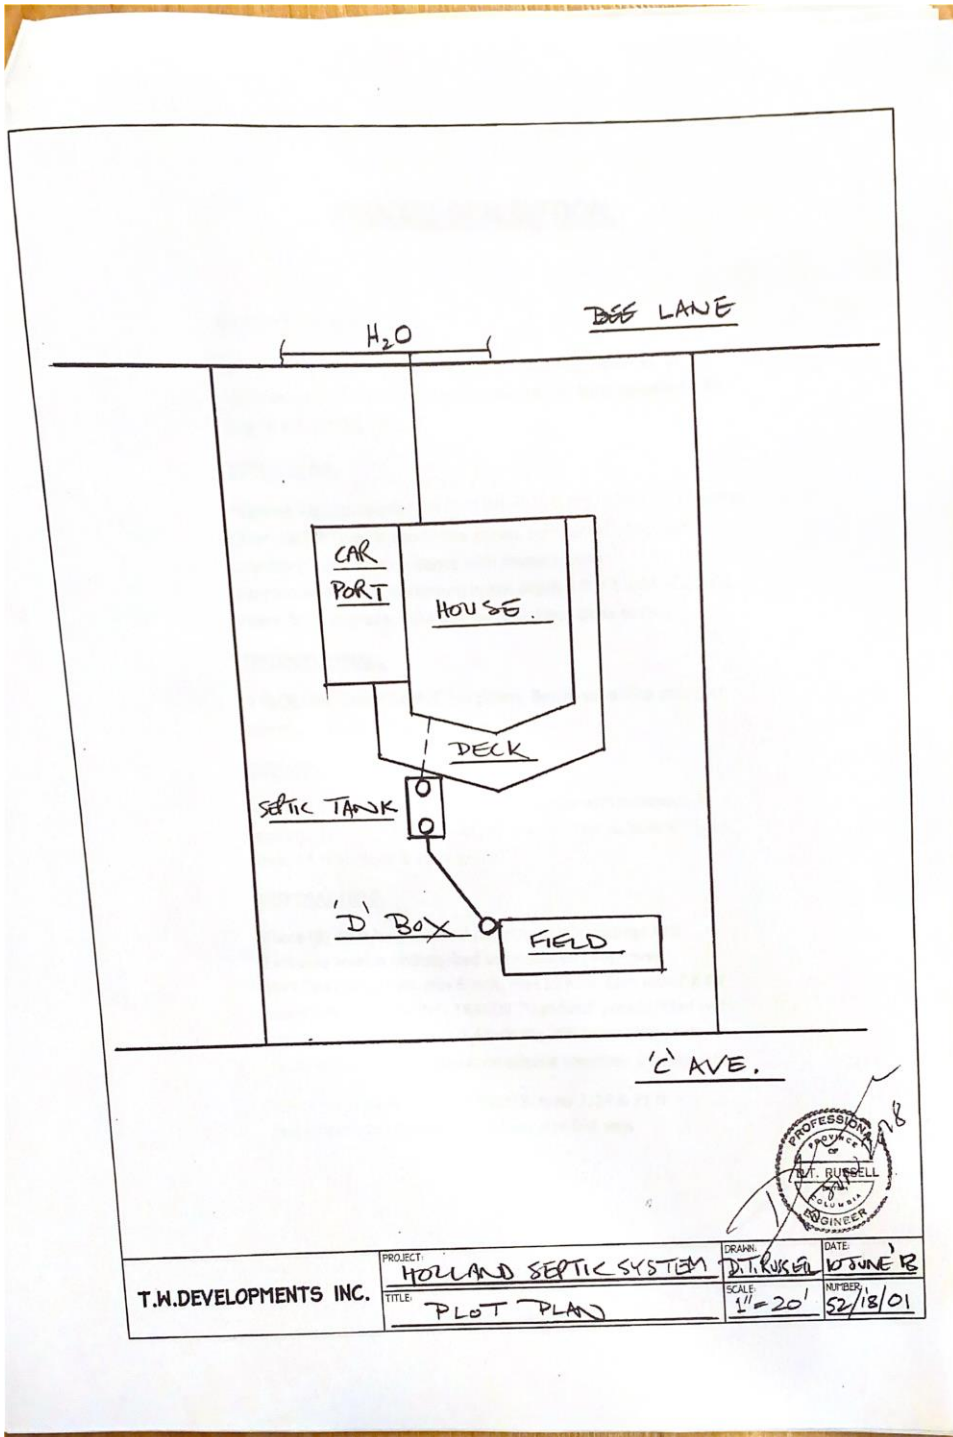 BEE LANE
H₂O
CAR
PORT
HOUSE.
DECK
SEPTIC TANK
'D' BOX
FIELD
'C' AVE.
PROFESSIONAL
PROVINCE
OF
D.T. RUSSELL
COLUMBIA
ENGINEER
T.W.DEVELOPMENTS INC.
PROJECT: HOLLAND SEPTIC SYSTEM
TITLE: PLOT PLAN
DRAWN: D.T. RUSSELL
DATE: 10 JUNE '18
SCALE: 1" = 20'
NUMBER: S2/18/01